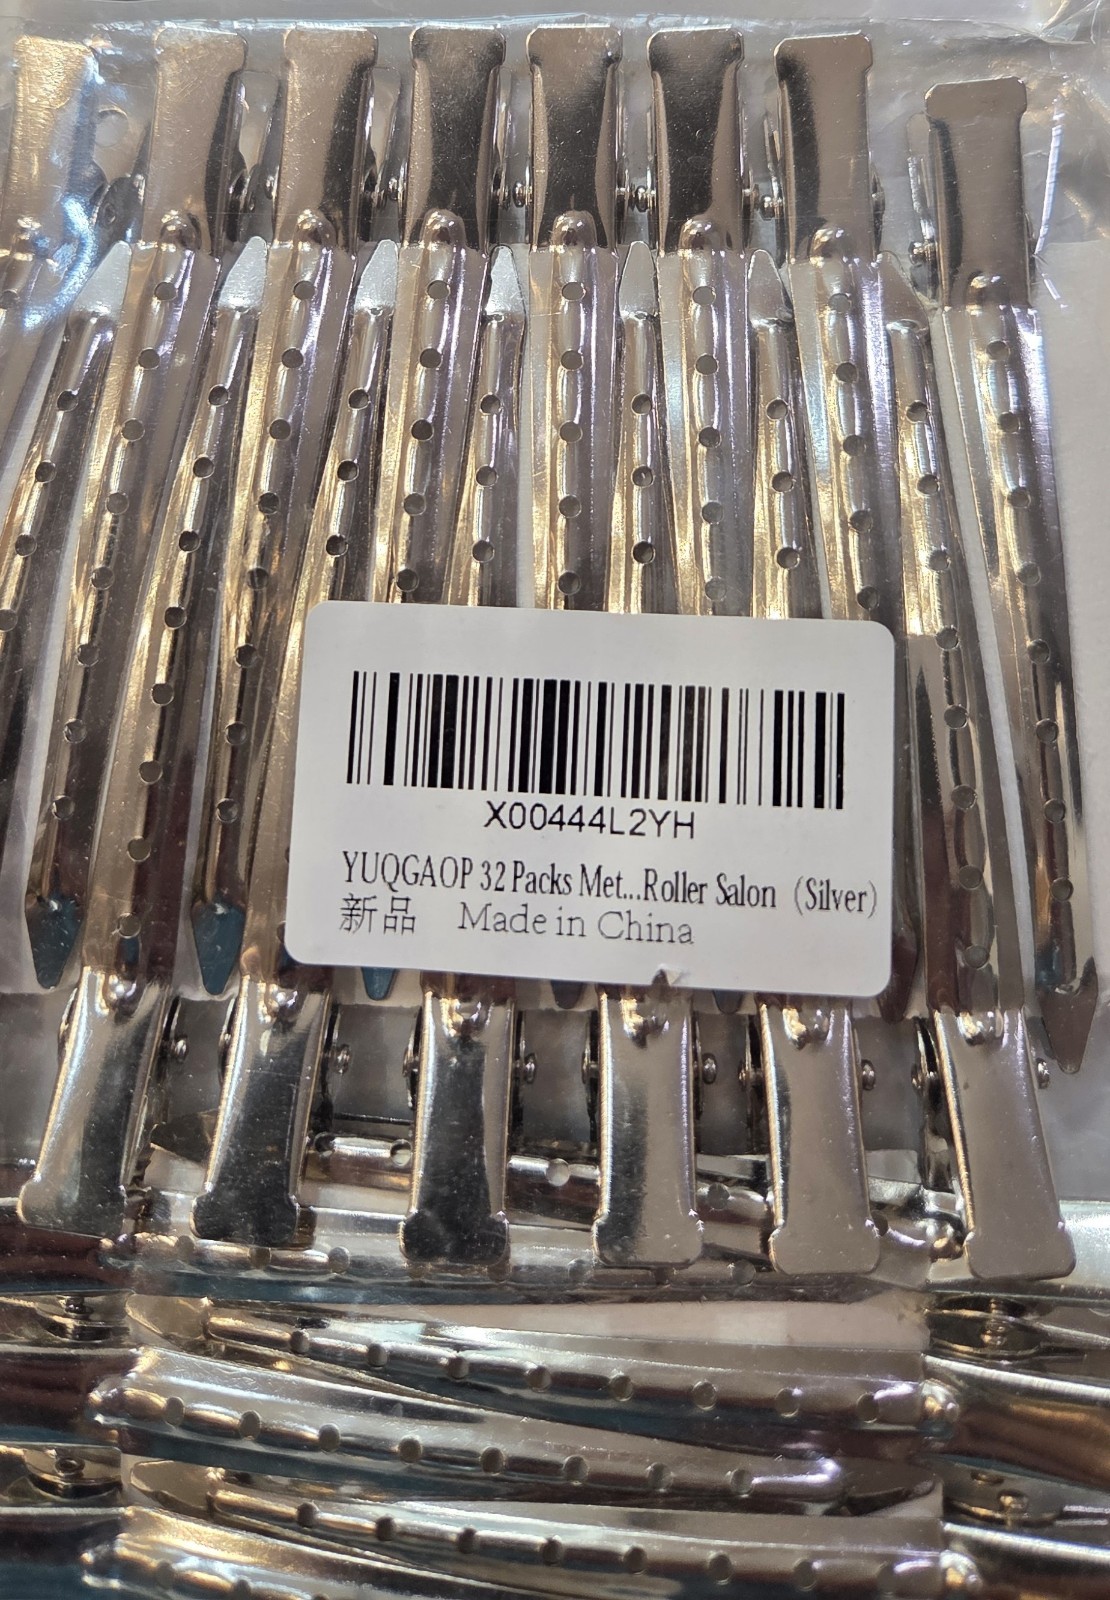 X00444L2YH
YUQGAOP 32 Packs Met...Roller Salon（Silver）
新品 Made in China